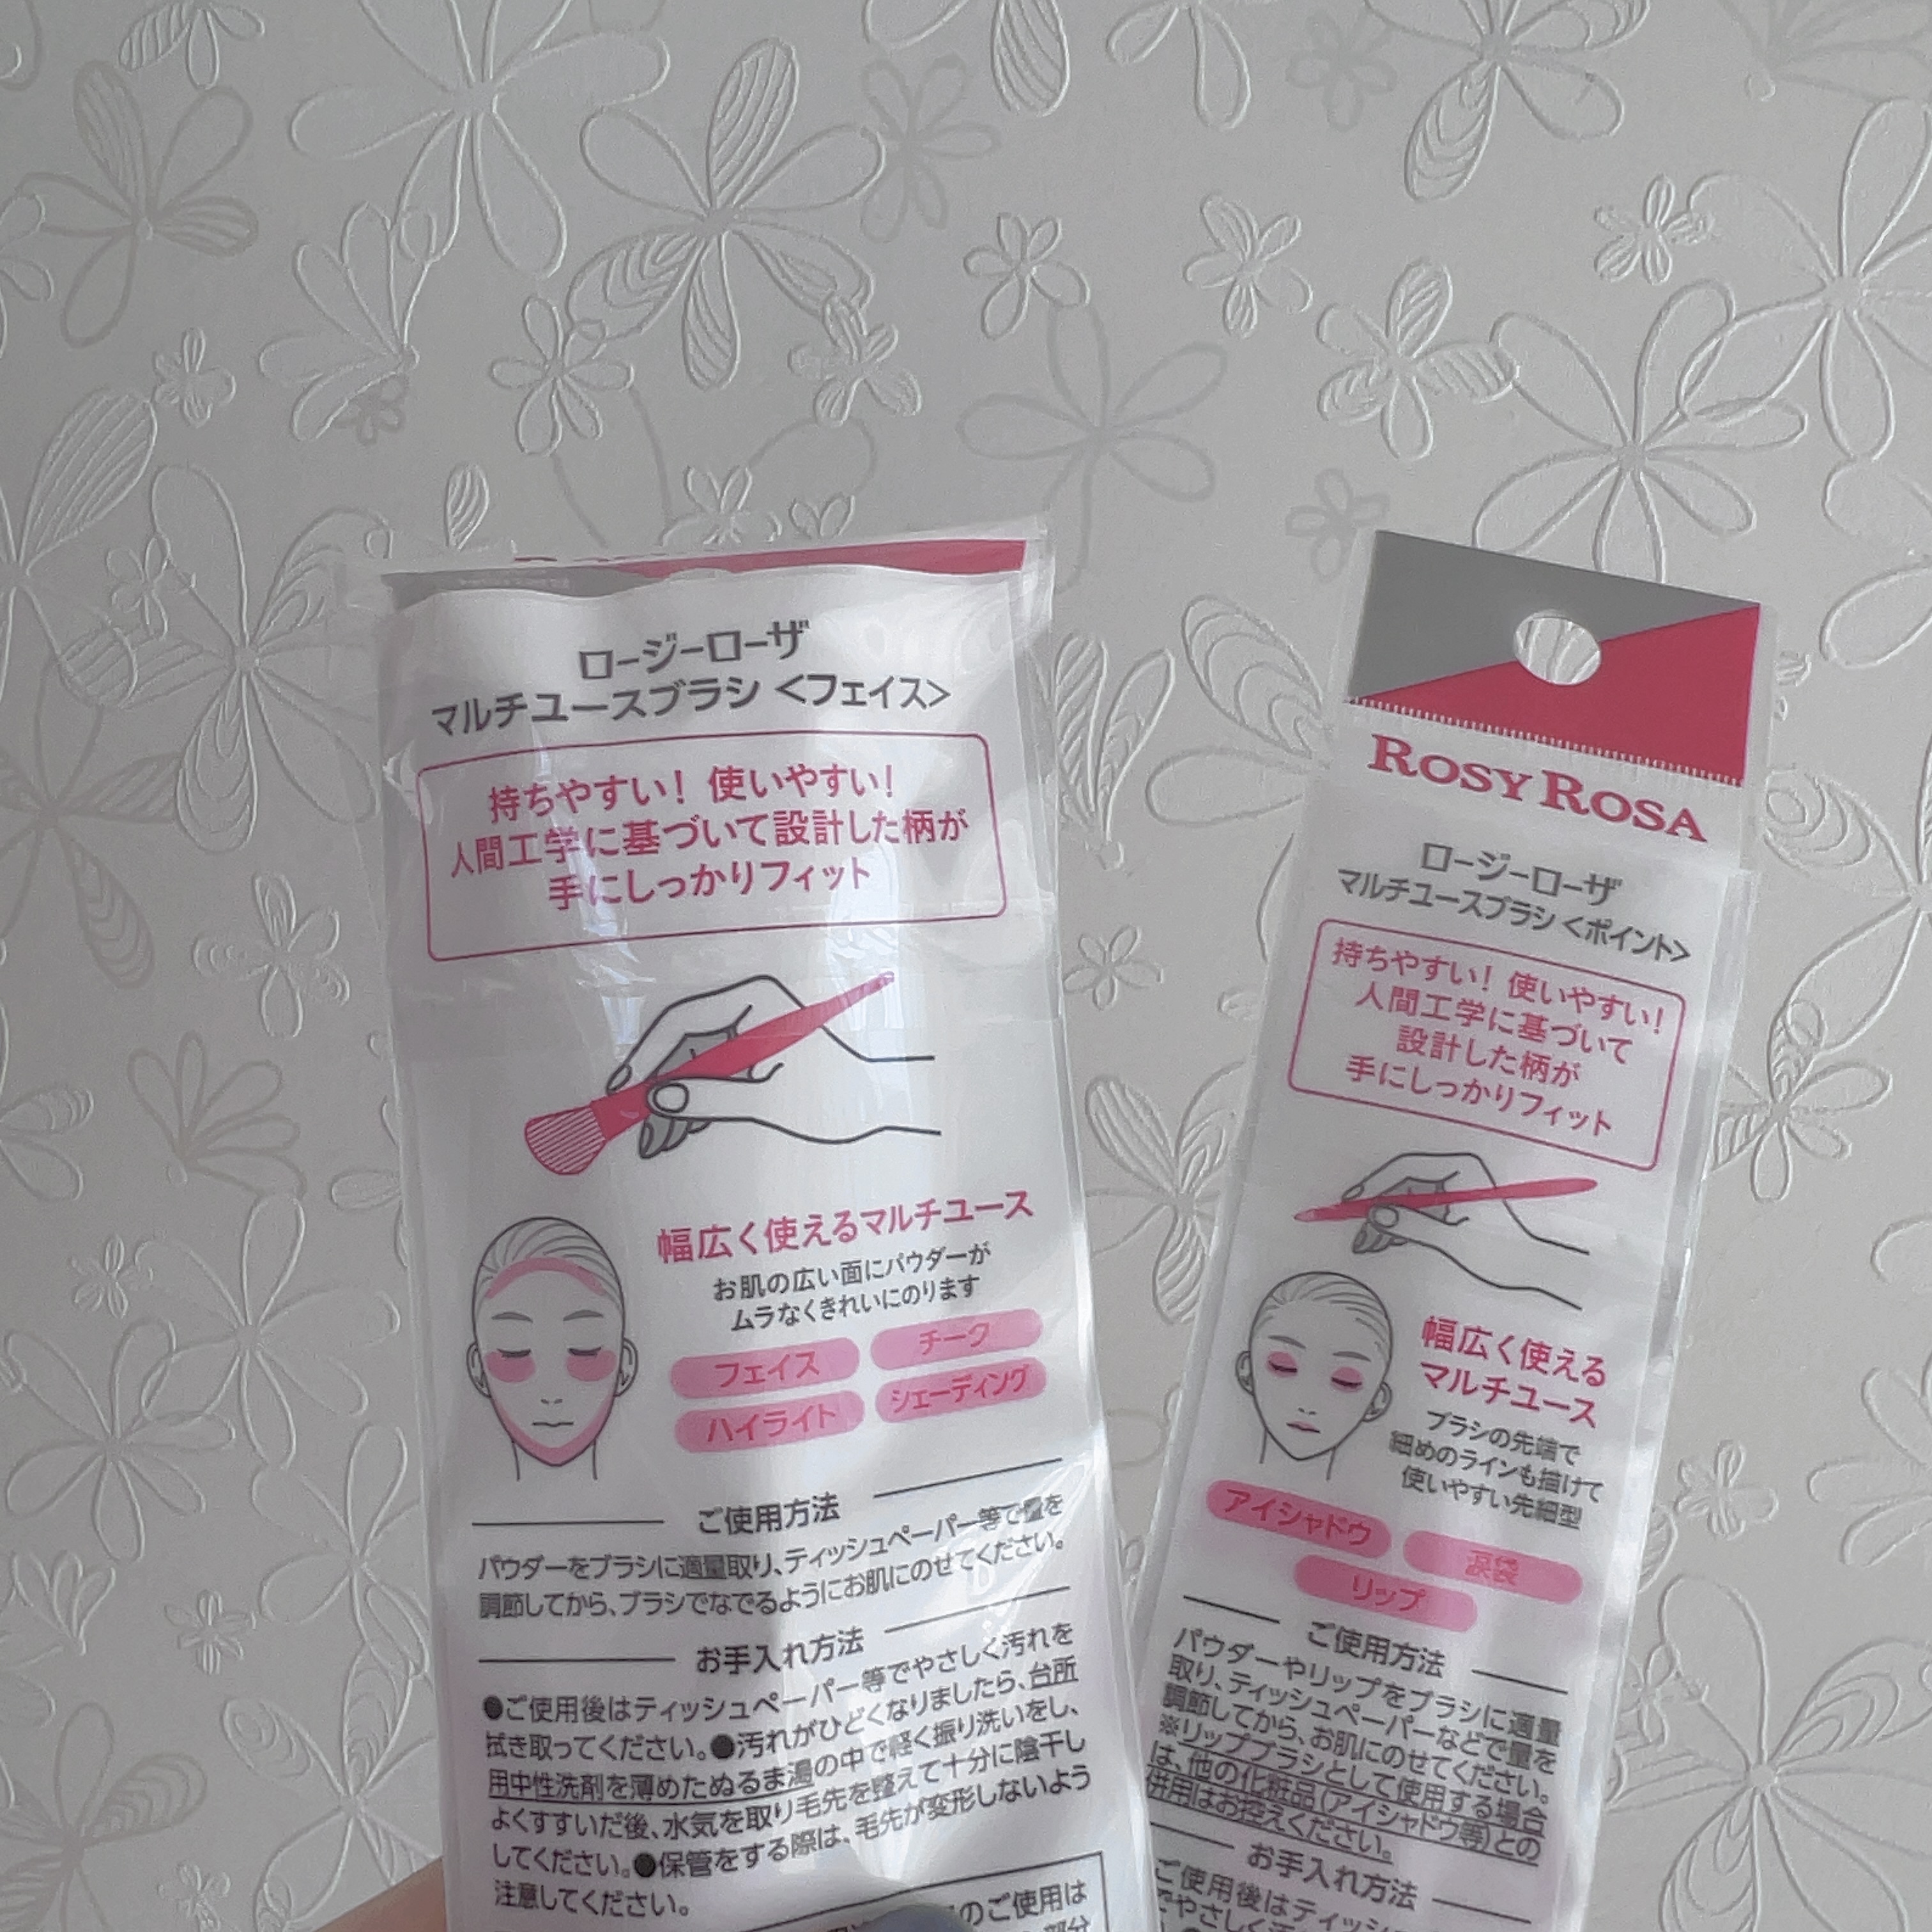 ロージーローザ
マルチユースブラシ＜フェイス＞
持ちやすい！ 使いやすい！
人間工学に基づいて設計した柄が
手にしっかりフィット
幅広く使えるマルチユース
お肌の広い面にパウダーが
ムラなくきれいにのります
フェイス
チーク
ハイライト
シェーディング
ご使用方法
パウダーをブラシに適量取り、ティッシュペーパー等で量を
調節してから、ブラシでなでるようにお肌にのせてください。
お手入れ方法
●ご使用後はティッシュペーパー等でやさしく汚れを
拭き取ってください。●汚れがひどくなりましたら、台所
用中性洗剤を薄めたぬるま湯の中で軽く振り洗いをし、
よくすすいだ後、水気を取り毛先を整えて十分に陰干し
してください。●保管をする際は、毛先が変形しないよう
注意してください。
のご使用は
部分
ROSY ROSA
ロージーローザ
マルチユースブラシ＜ポイント＞
持ちやすい！ 使いやすい！
人間工学に基づいて
設計した柄が
手にしっかりフィット
幅広く使える
マルチユース
ブラシの先端で
細めのラインも描けて
使いやすい先細型
アイシャドウ
涙袋
リップ
ご使用方法
パウダーやリップをブラシに適量
取り、ティッシュペーパーなどで量を
調節してから、お肌にのせてください。
※リップブラシとして使用する場合
は、他の化粧品（アイシャドウ等）との
併用はお控えください。
お手入れ方法
ご使用後はティッシ
でやさしく汚れ